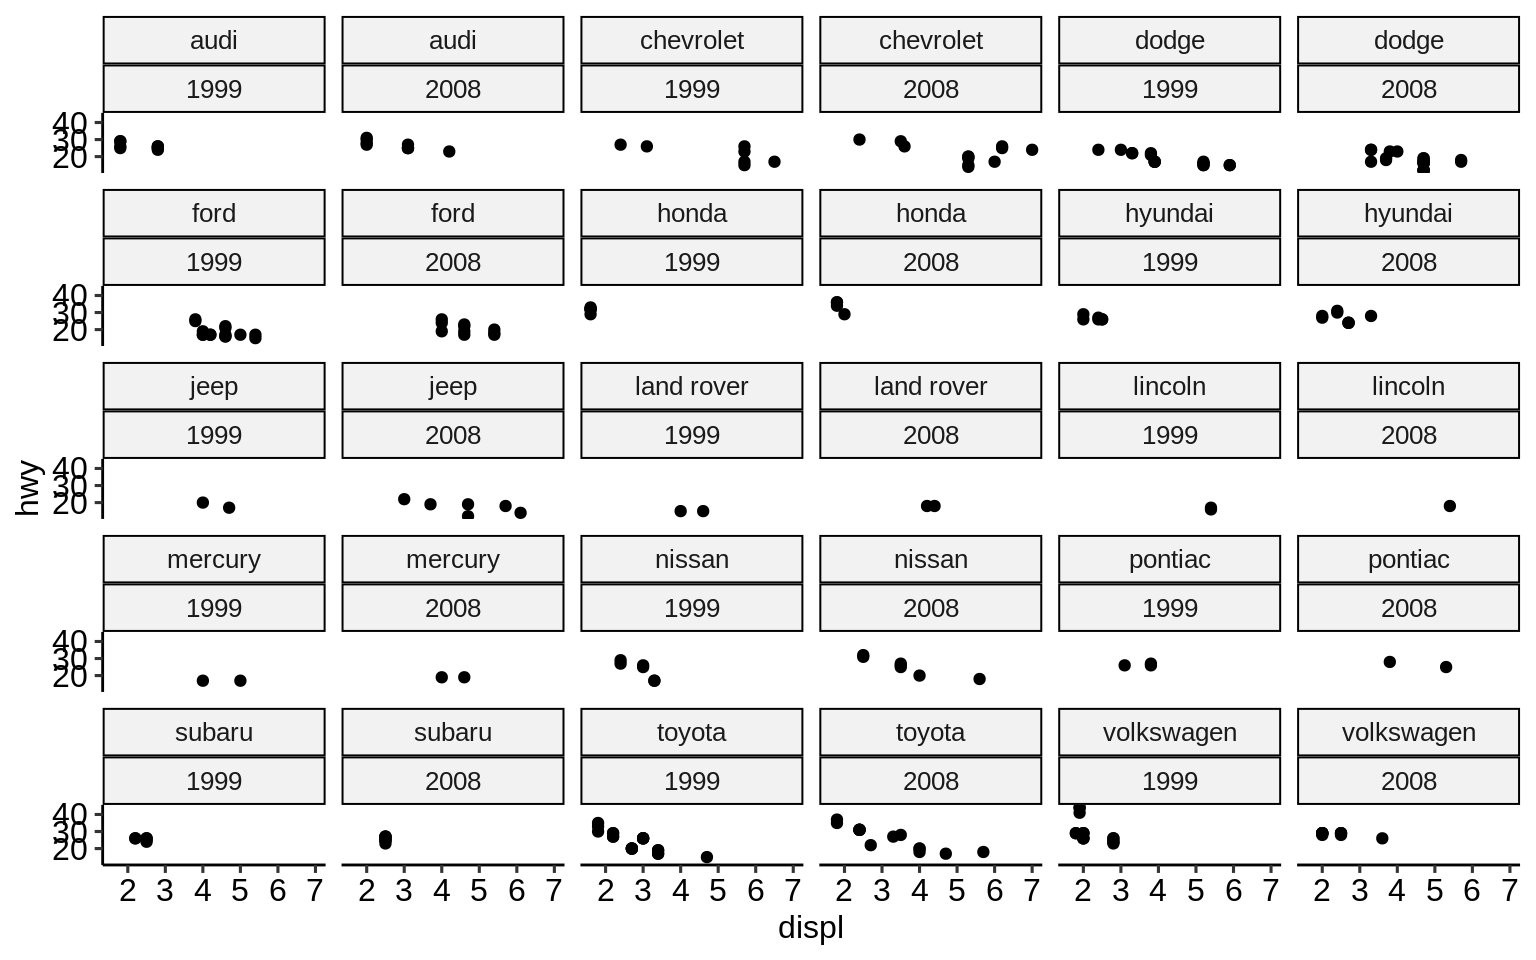 audi audi chevrolet chevrolet dodge dodge
1999 2008 1999 2008 1999 2008
40
30
20
ford ford honda honda hyundai hyundai
1999 2008 1999 2008 1999 2008
40
30
20
jeep jeep land rover land rover lincoln lincoln
1999 2008 1999 2008 1999 2008
hwy
40
30
20
mercury mercury nissan nissan pontiac pontiac
1999 2008 1999 2008 1999 2008
40
30
20
subaru subaru toyota toyota volkswagen volkswagen
1999 2008 1999 2008 1999 2008
40
30
20
2 3 4 5 6 7 2 3 4 5 6 7 2 3 4 5 6 7 2 3 4 5 6 7 2 3 4 5 6 7 2 3 4 5 6 7
displ